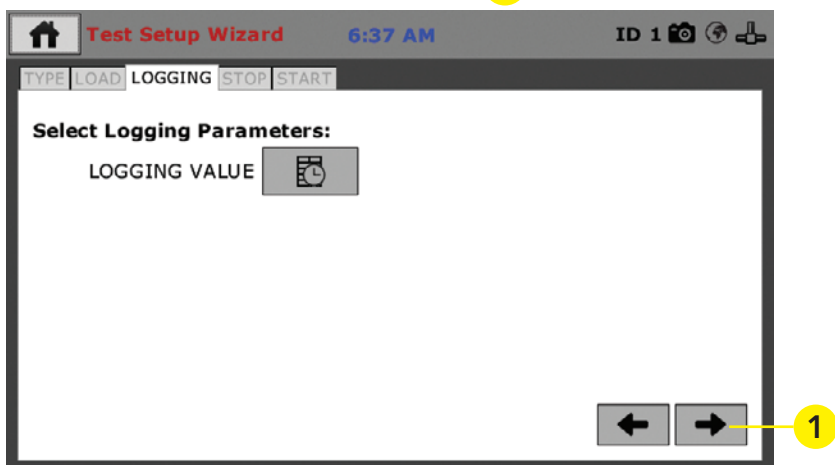 Test Setup Wizard 6:37 AM ID 1
TYPE LOAD LOGGING STOP START
Select Logging Parameters:
LOGGING VALUE
1